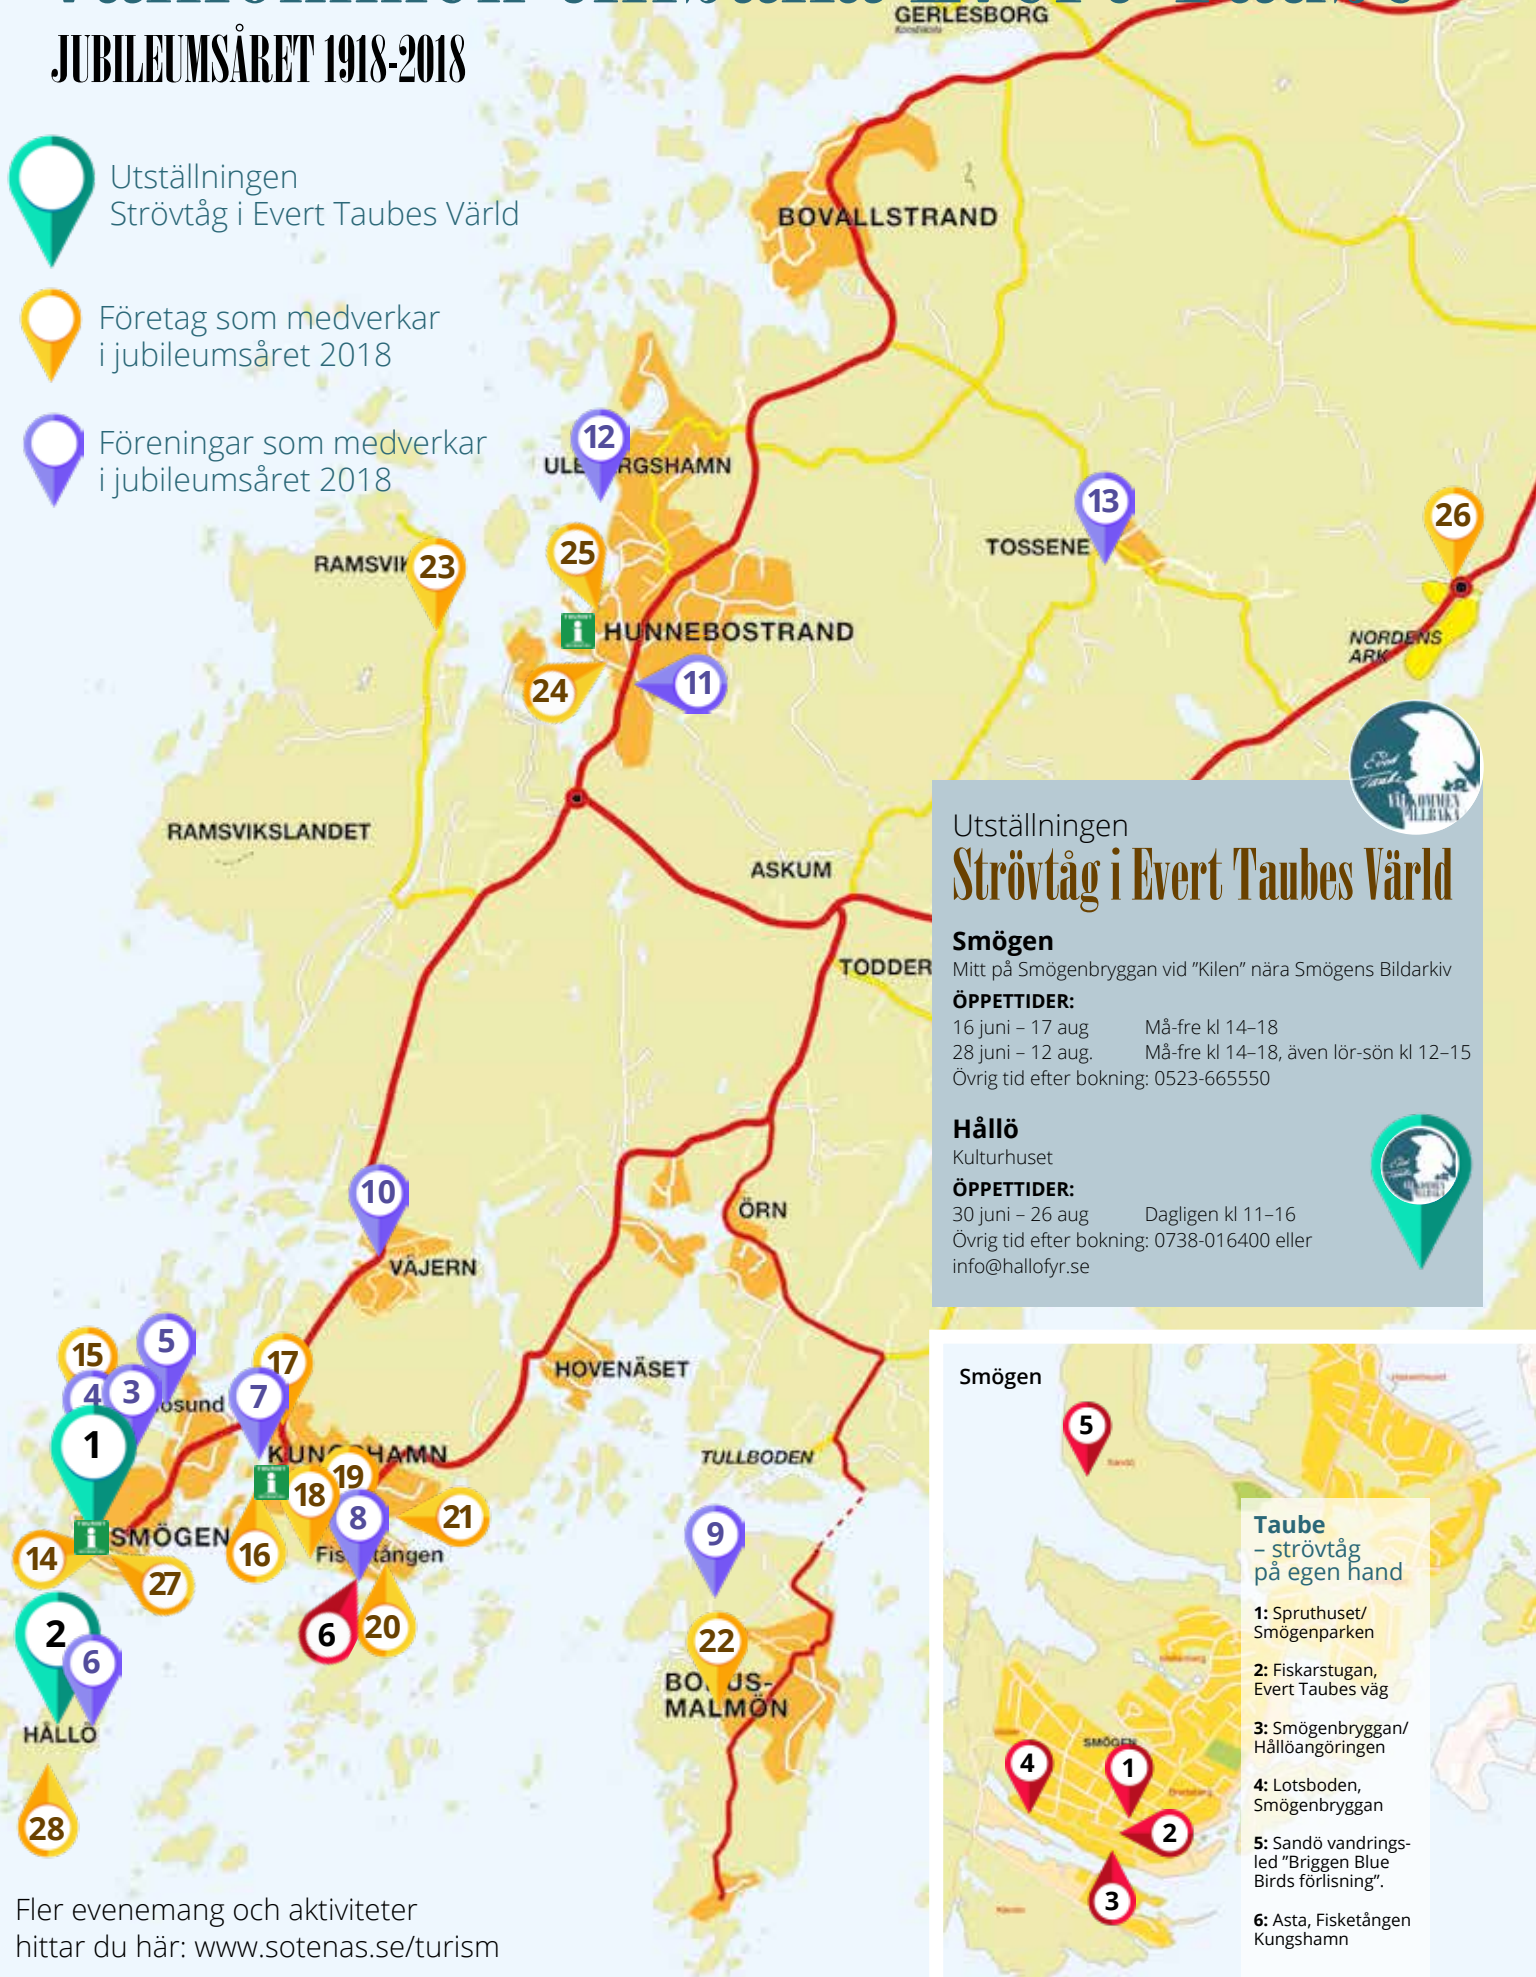 JUBILEUMSÅRET 1918-2018
Utställningen
Strövtåg i Evert Taubes Värld
Företag som medverkar
i jubileumsåret 2018
Föreningar som medverkar
i jubileumsåret 2018
GERLESBORG
BOVALLSTRAND
12
RGSHAMN
13
TOSSENE
26
25
RAMSVIK
23
i
HUNNEBOSTRAND
24
11
NORDENS
ARK
RAMSVIKSLANDET
ASKUM
TODDER
10
VÄJERN
ÖRN
HOVENÄSET
TULLBODEN
15
5
4
3
17
7
1
KUNGSHAMN
i
18
19
8
21
i
SMÖGEN
14
27
16
6
20
2
6
HÅLLÖ
28
9
22
MALMÖN
Evert
Taube
VÄLKOMMEN
TILLBAKA
Utställningen
Strövtåg i Evert Taubes Värld
Smögen
Mitt på Smögenbryggan vid ”Kilen” nära Smögens Bildarkiv
ÖPPETTIDER:
16 juni – 17 aug Må-fre kl 14–18
28 juni – 12 aug. Må-fre kl 14–18, även lör-sön kl 12–15
Övrig tid efter bokning: 0523-665550
Hållö
Kulturhuset
ÖPPETTIDER:
30 juni – 26 aug Dagligen kl 11–16
Övrig tid efter bokning: 0738-016400 eller
info@hallofyr.se
Smögen
5
Sandö
SMÖGEN
4
1
2
3
Taube
– strövtåg
på egen hand
1: Spruthuset/
Smögenparken
2: Fiskarstugan,
Evert Taubes väg
3: Smögenbryggan/
Hållöangöringen
4: Lotsboden,
Smögenbryggan
5: Sandö vandrings-
led ”Briggen Blue
Birds förlisning”.
6: Asta, Fisketången
Kungshamn
Fler evenemang och aktiviteter
hittar du här: www.sotenas.se/turism